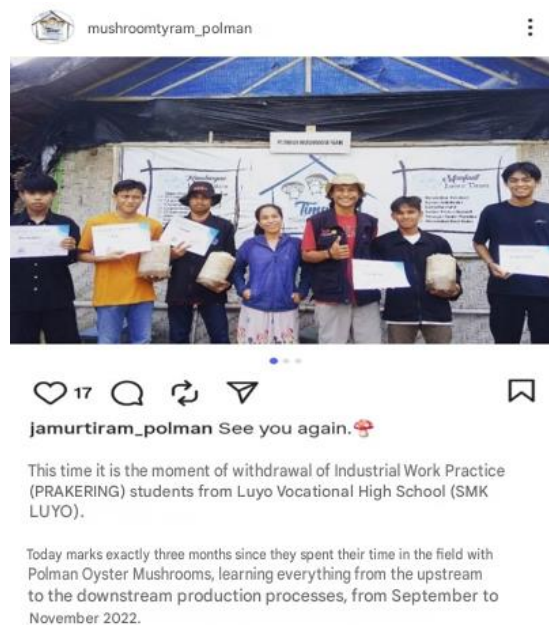 mushroomtyram_polman
Timur
Manfaat
17
jamurtiram_polman See you again.
This time it is the moment of withdrawal of Industrial Work Practice
(PRAKERING) students from Luyo Vocational High School (SMK
LUYO).
Today marks exactly three months since they spent their time in the field with
Polman Oyster Mushrooms, learning everything from the upstream
to the downstream production processes, from September to
November 2022.